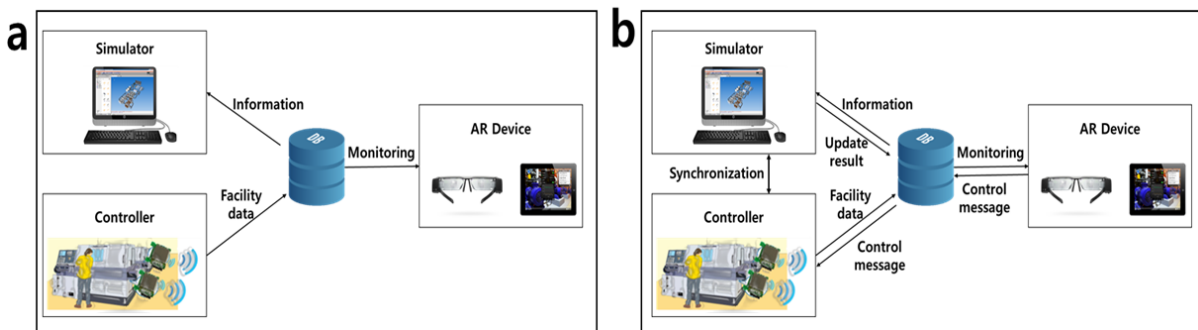 a
Simulator
Information
DB
AR Device
Monitoring
Facility
data
Controller
b
Simulator
Information
DB
AR Device
Update
result
Monitoring
Synchronization
Control
message
Facility
data
Controller
Control
message